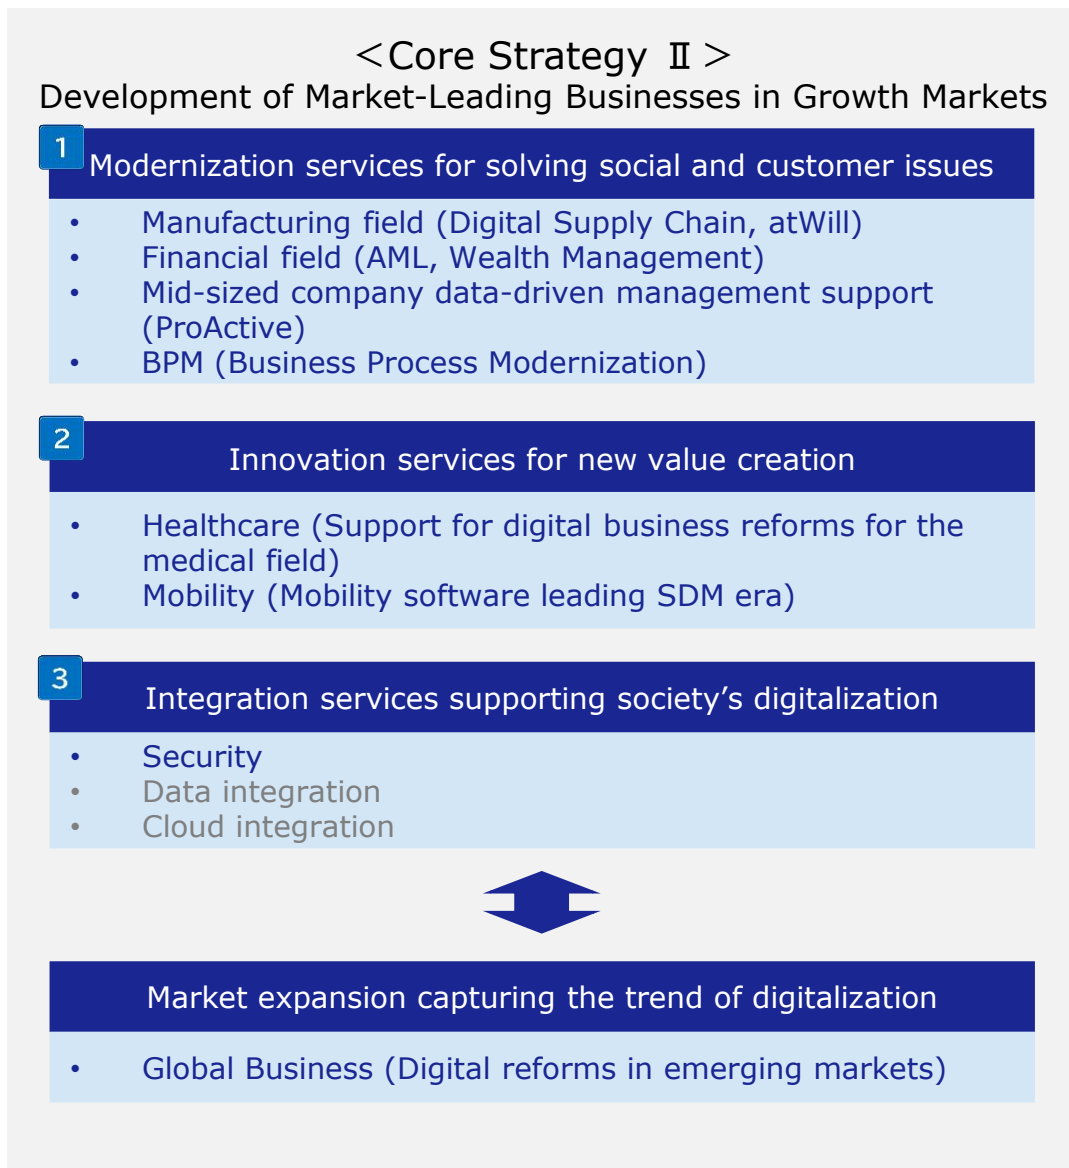 ＜Core Strategy Ⅱ＞
Development of Market-Leading Businesses in Growth Markets
1
Modernization services for solving social and customer issues
• Manufacturing field (Digital Supply Chain, atWill)
• Financial field (AML, Wealth Management)
• Mid-sized company data-driven management support
(ProActive)
• BPM (Business Process Modernization)
2
Innovation services for new value creation
• Healthcare (Support for digital business reforms for the
medical field)
• Mobility (Mobility software leading SDM era)
3
Integration services supporting society’s digitalization
• Security
• Data integration
• Cloud integration
Market expansion capturing the trend of digitalization
• Global Business (Digital reforms in emerging markets)